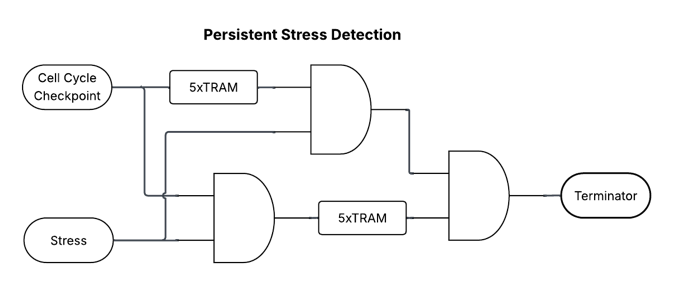 Persistent Stress Detection
Cell Cycle
Checkpoint
5xTRAM
5xTRAM
Stress
Terminator